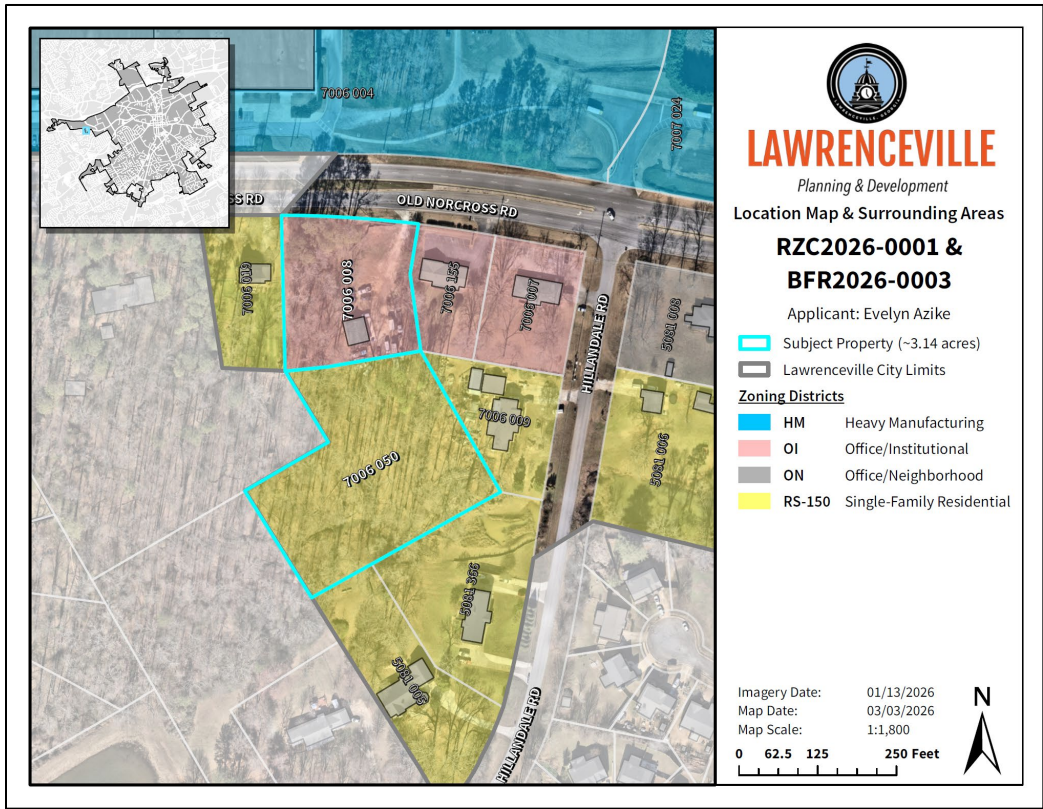 7006 004
7007 024
SS RD
OLD NORCROSS RD
7006 019
7006 008
7006 155
7006 007
HILLANDALE RD
5081 008
7006 009
5081 006
7006 050
5081 366
5081 005
HILLANDALE RD
LAWRENCEVILLE
Planning & Development
Location Map & Surrounding Areas
RZC2026-0001 &
BFR2026-0003
Applicant: Evelyn Azike
Subject Property (~3.14 acres)
Lawrenceville City Limits
Zoning Districts
HM Heavy Manufacturing
OI Office/Institutional
ON Office/Neighborhood
RS-150 Single-Family Residential
Imagery Date: 01/13/2026
Map Date: 03/03/2026
Map Scale: 1:1,800
N
0 62.5 125 250 Feet